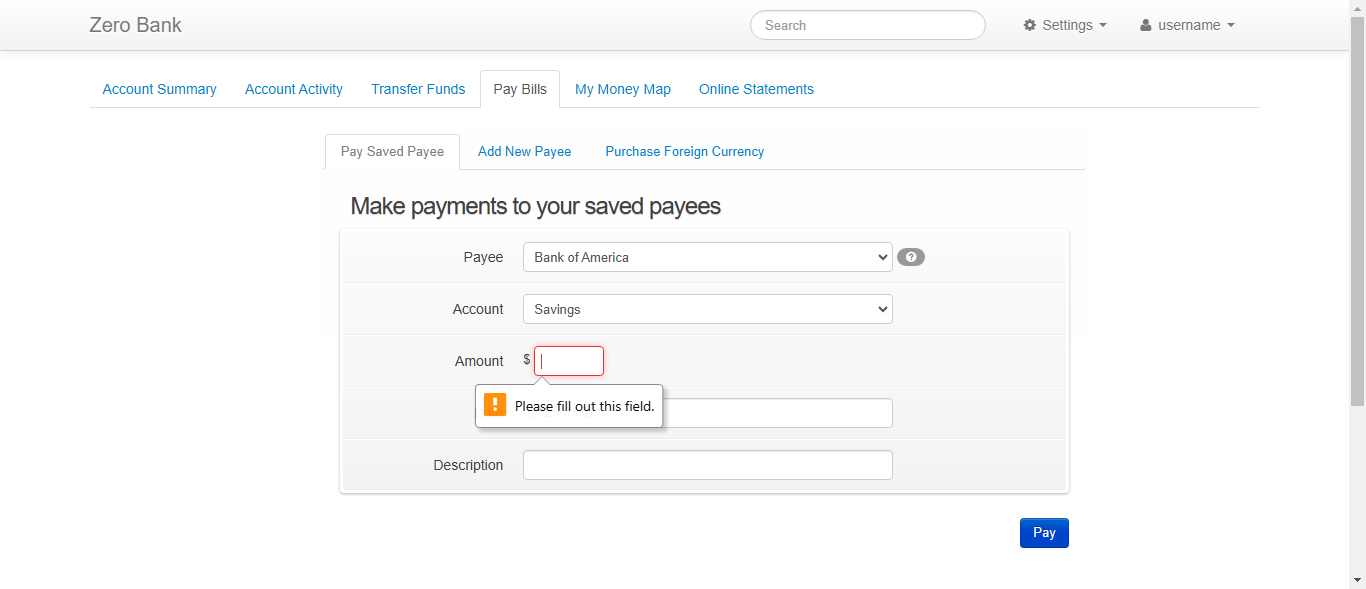 Zero Bank
Search
Settings
username
Account Summary
Account Activity
Transfer Funds
Pay Bills
My Money Map
Online Statements
Pay Saved Payee
Add New Payee
Purchase Foreign Currency
Make payments to your saved payees
Payee
Bank of America
?
Account
Savings
Amount
$
! Please fill out this field.
Description
Pay